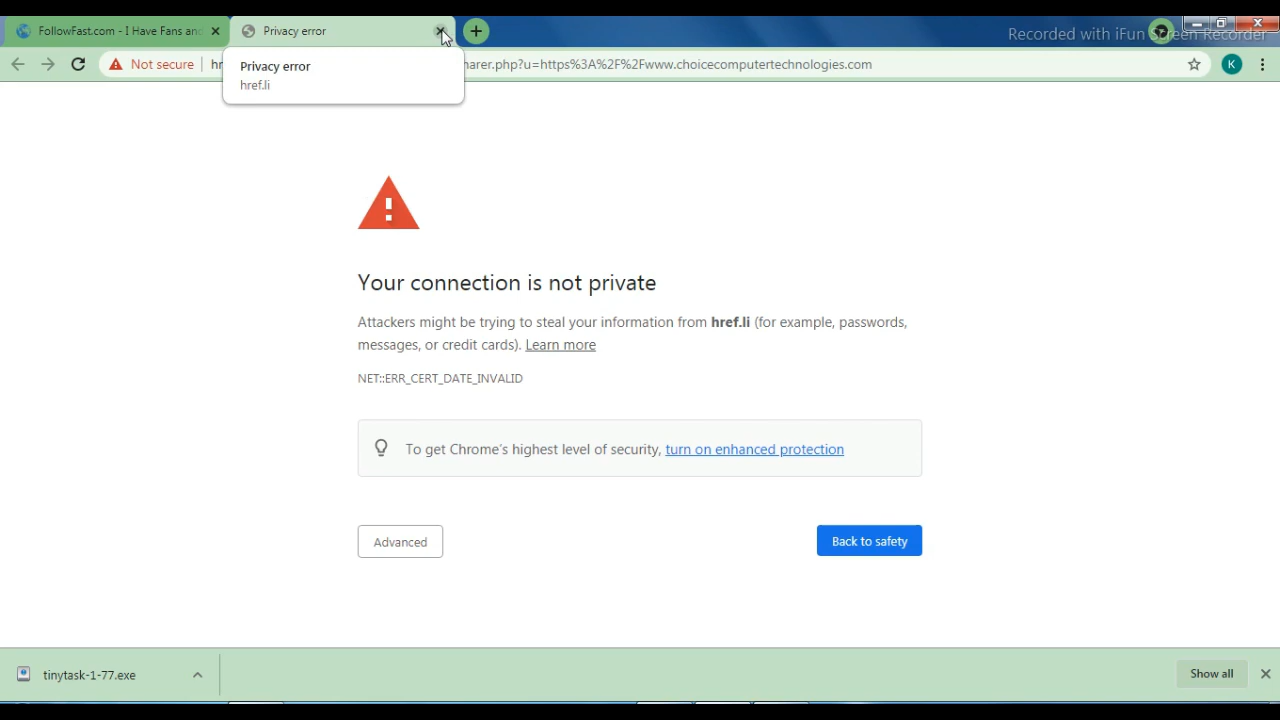 FollowFast.com - I Have Fans and
Privacy error
Recorded with iFun Screen Recorder
Not secure
harer.php?u=https%3A%2F%2Fwww.choicecomputertechnologies.com
K
Privacy error
href.li
Your connection is not private
Attackers might be trying to steal your information from href.li (for example, passwords,
messages, or credit cards). Learn more
NET::ERR_CERT_DATE_INVALID
To get Chrome's highest level of security, turn on enhanced protection
Advanced
Back to safety
tinytask-1-77.exe
Show all